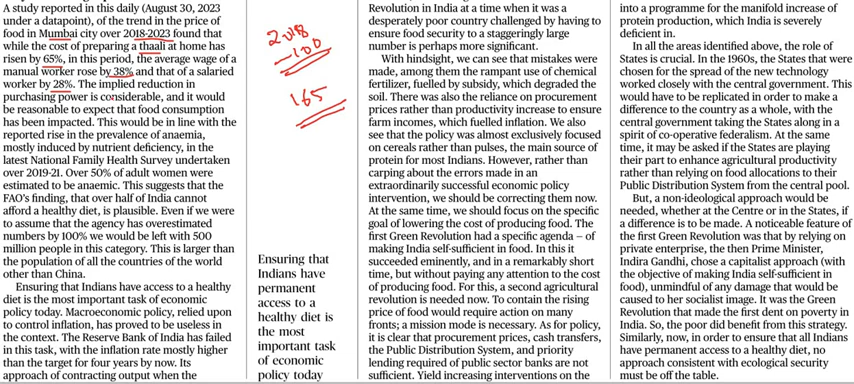 A study reported in this daily (August 30, 2023
under a datapoint), of the trend in the price of
food in Mumbai city over 2018-2023 found that
while the cost of preparing a thaali at home has
risen by 65%, in this period, the average wage of a
manual worker rose by 38% and that of a salaried
worker by 28%. The implied reduction in
purchasing power is considerable, and it would
be reasonable to expect that food consumption
has been impacted. This would be in line with the
reported rise in the prevalence of anaemia,
mostly induced by nutrient deficiency, in the
latest National Family Health Survey undertaken
over 2019-21. Over 50% of adult women were
estimated to be anaemic. This suggests that the
FAO's finding, that over half of India cannot
afford a healthy diet, is plausible. Even if we were
to assume that the agency has overestimated
numbers by 100% we would be left with 500
million people in this category. This is larger than
the population of all the countries of the world
other than China.
Ensuring that Indians have access to a healthy
diet is the most important task of economic
policy today. Macroeconomic policy, relied upon
to control inflation, has proved to be useless in
the context. The Reserve Bank of India has failed
in this task, with the inflation rate mostly higher
than the target for four years by now. Its
approach of contracting output when the
2018
100
165
Ensuring that
Indians have
permanent
access to a
healthy diet is
the most
important task
of economic
policy today
Revolution in India at a time when it was a
desperately poor country challenged by having to
ensure food security to a staggeringly large
number is perhaps more significant.
With hindsight, we can see that mistakes were
made, among them the rampant use of chemical
fertilizer, fuelled by subsidy, which degraded the
soil. There was also the reliance on procurement
prices rather than productivity increase to ensure
farm incomes, which fuelled inflation. We also
see that the policy was almost exclusively focused
on cereals rather than pulses, the main source of
protein for most Indians. However, rather than
carping about the errors made in an
extraordinarily successful economic policy
intervention, we should be correcting them now.
At the same time, we should focus on the specific
goal of lowering the cost of producing food. The
first Green Revolution had a specific agenda – of
making India self-sufficient in food. In this it
succeeded eminently, and in a remarkably short
time, but without paying any attention to the cost
of producing food. For this, a second agricultural
revolution is needed now. To contain the rising
price of food would require action on many
fronts; a mission mode is necessary. As for policy,
it is clear that procurement prices, cash transfers,
the Public Distribution System, and priority
lending required of public sector banks are not
sufficient. Yield increasing interventions on the
into a programme for the manifold increase of
protein production, which India is severely
deficient in.
In all the areas identified above, the role of
States is crucial. In the 1960s, the States that were
chosen for the spread of the new technology
worked closely with the central government. This
would have to be replicated in order to make a
difference to the country as a whole, with the
central government taking the States along in a
spirit of co-operative federalism. At the same
time, it may be asked if the States are playing
their part to enhance agricultural productivity
rather than relying on food allocations to their
Public Distribution System from the central pool.
But, a non-ideological approach would be
needed, whether at the Centre or in the States, if
a difference is to be made. A noticeable feature of
the first Green Revolution was that by relying on
private enterprise, the then Prime Minister,
Indira Gandhi, chose a capitalist approach (with
the objective of making India self-sufficient in
food), unmindful of any damage that would be
caused to her socialist image. It was the Green
Revolution that made the first dent on poverty in
India. So, the poor did benefit from this strategy.
Similarly, now, in order to ensure that all Indians
have permanent access to a healthy diet, no
approach consistent with ecological security
must be off the table.